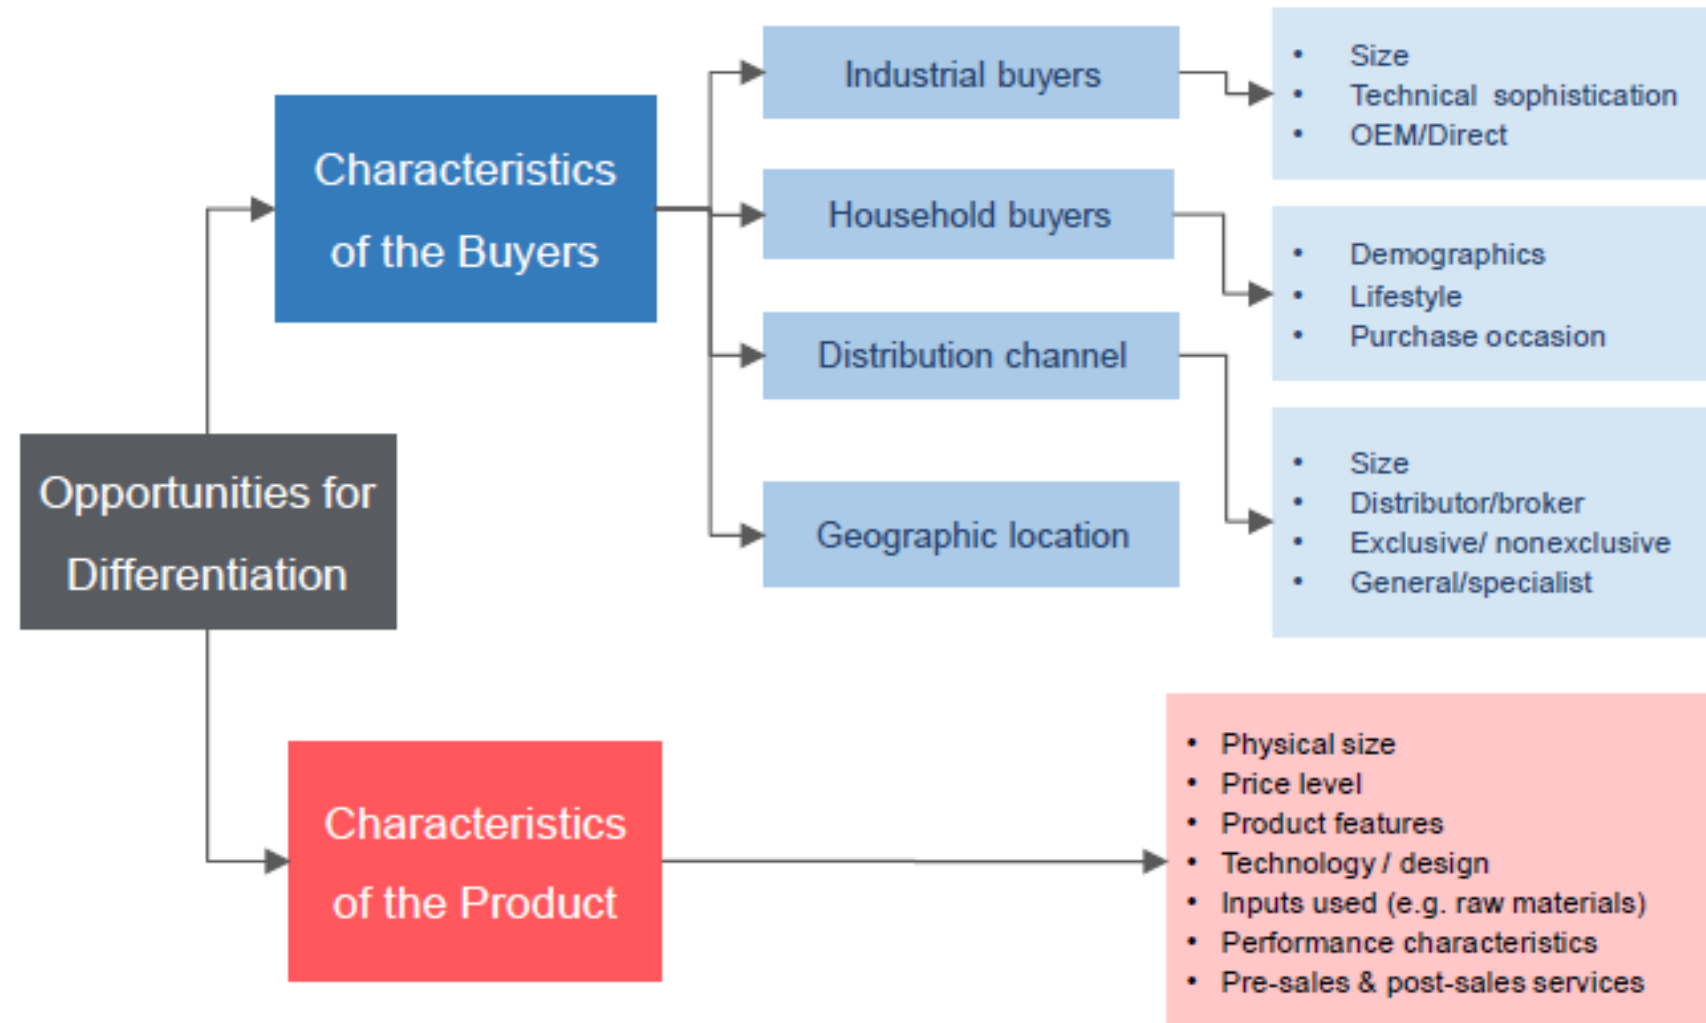 Opportunities for
Differentiation
Characteristics
of the Buyers
Industrial buyers
• Size
• Technical sophistication
• OEM/Direct
Household buyers
• Demographics
• Lifestyle
• Purchase occasion
Distribution channel
• Size
• Distributor/broker
• Exclusive/ nonexclusive
• General/specialist
Geographic location
Characteristics
of the Product
• Physical size
• Price level
• Product features
• Technology / design
• Inputs used (e.g. raw materials)
• Performance characteristics
• Pre-sales & post-sales services